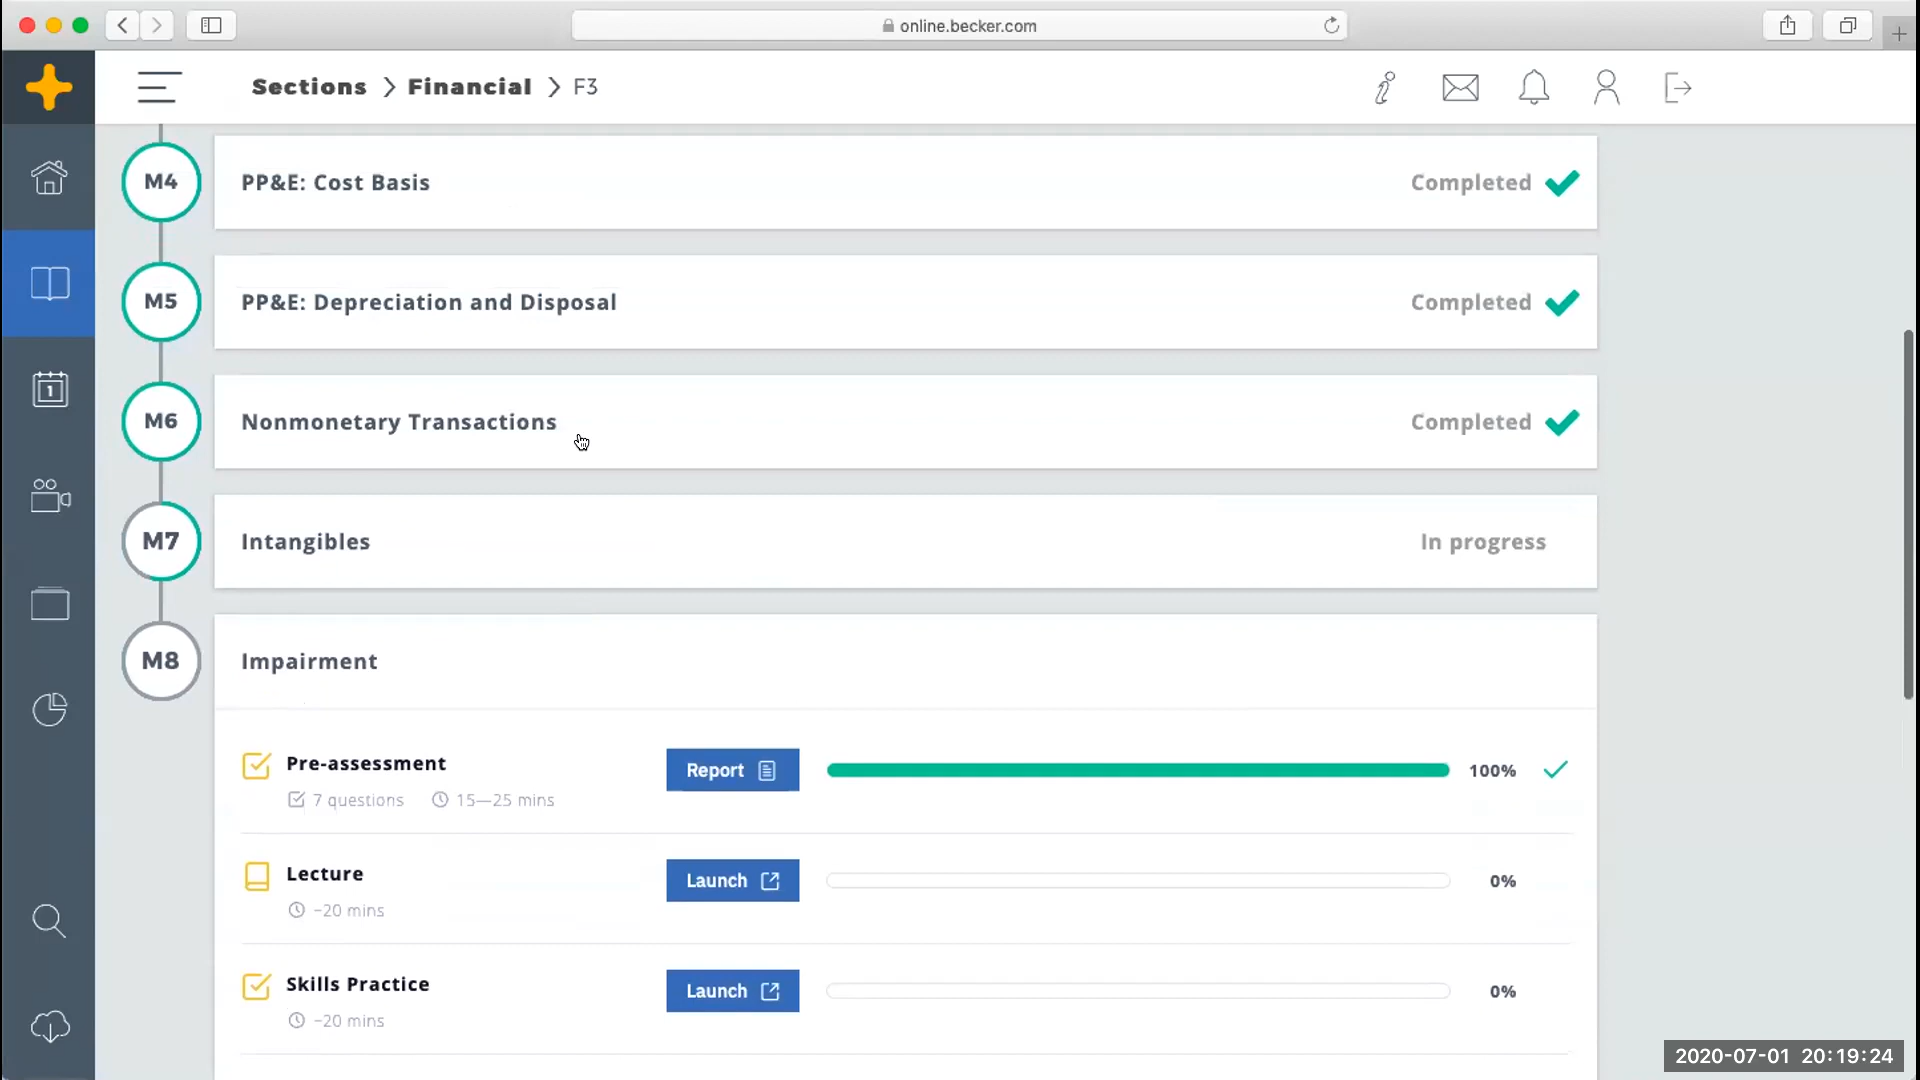 online.becker.com
Sections > Financial > F3
M4 PP&E: Cost Basis Completed
M5 PP&E: Depreciation and Disposal Completed
1
M6 Nonmonetary Transactions Completed
M7 Intangibles In progress
M8 Impairment
Pre-assessment Report 100%
7 questions 15—25 mins
Lecture Launch 0%
~20 mins
Skills Practice Launch 0%
~20 mins
2020-07-01 20:19:24